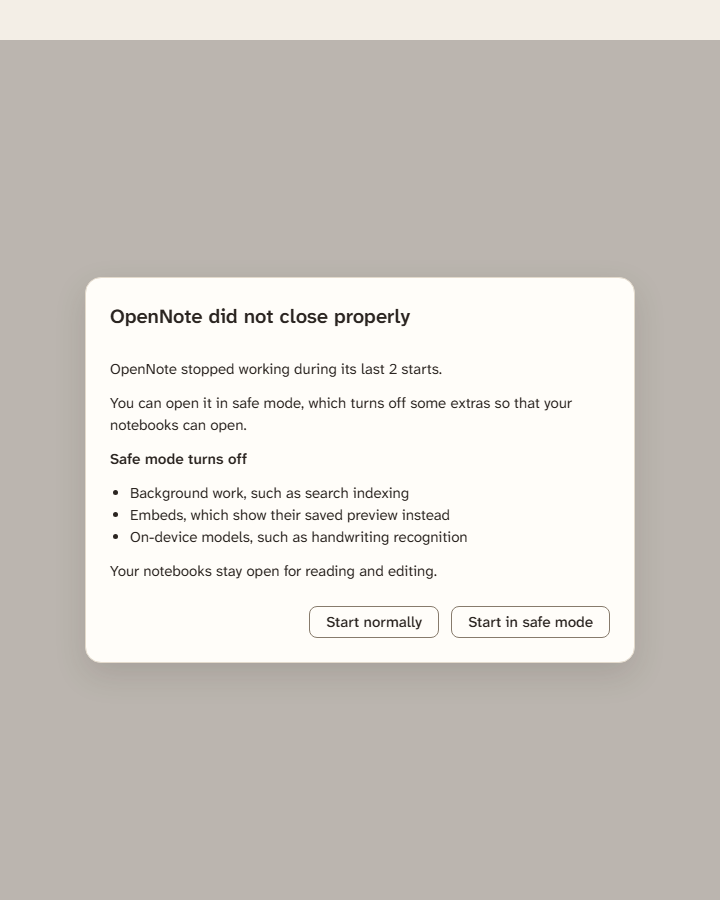 OpenNote did not close properly
OpenNote stopped working during its last 2 starts.
You can open it in safe mode, which turns off some extras so that your
notebooks can open.
Safe mode turns off
Background work, such as search indexing
Embeds, which show their saved preview instead
On-device models, such as handwriting recognition
Your notebooks stay open for reading and editing.
Start normally
Start in safe mode